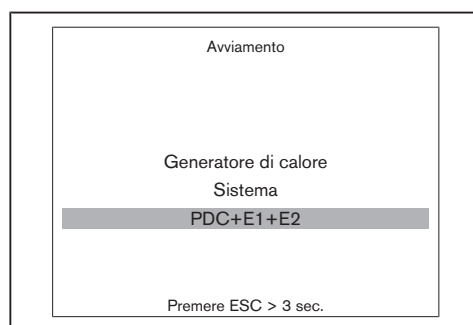 Avviamento
Generatore di calore
Sistema
PDC+E1+E2
Premere ESC > 3 sec.